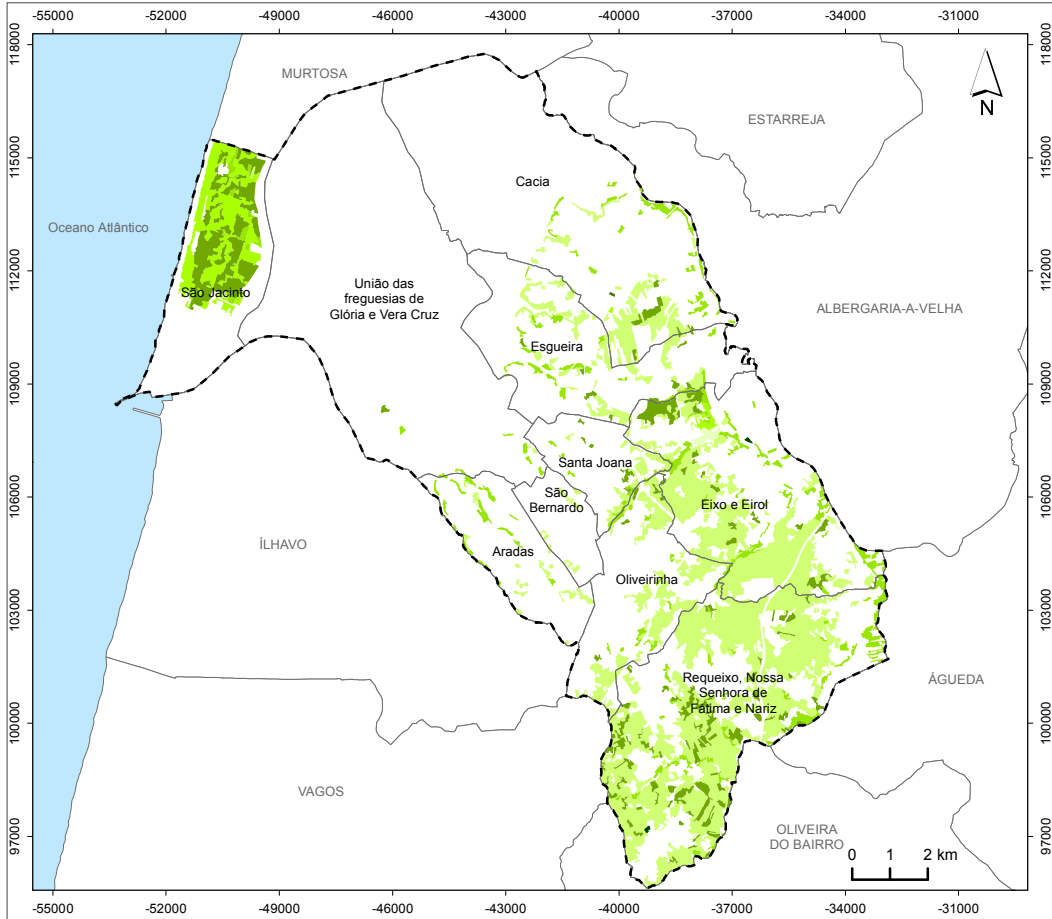 -55000
-52000
-49000
-46000
-43000
-40000
-37000
-34000
-31000
118000
118000
MURTOSA
N
ESTARREJA
115000
115000
Cacia
Oceano Atlântico
112000
112000
União das
freguesias de
Glória e Vera Cruz
São Jacinto
ALBERGARIA-A-VELHA
Esgueira
109000
109000
Santa Joana
São
Bernardo
Eixo e Eirol
106000
106000
ÍLHAVO
Aradas
Oliveirinha
103000
103000
Requeixo, Nossa
Senhora de
Fátima e Nariz
ÁGUEDA
100000
100000
VAGOS
OLIVEIRA
DO BAIRRO
97000
97000
0 1 2 km
-55000
-52000
-49000
-46000
-43000
-40000
-37000
-34000
-31000